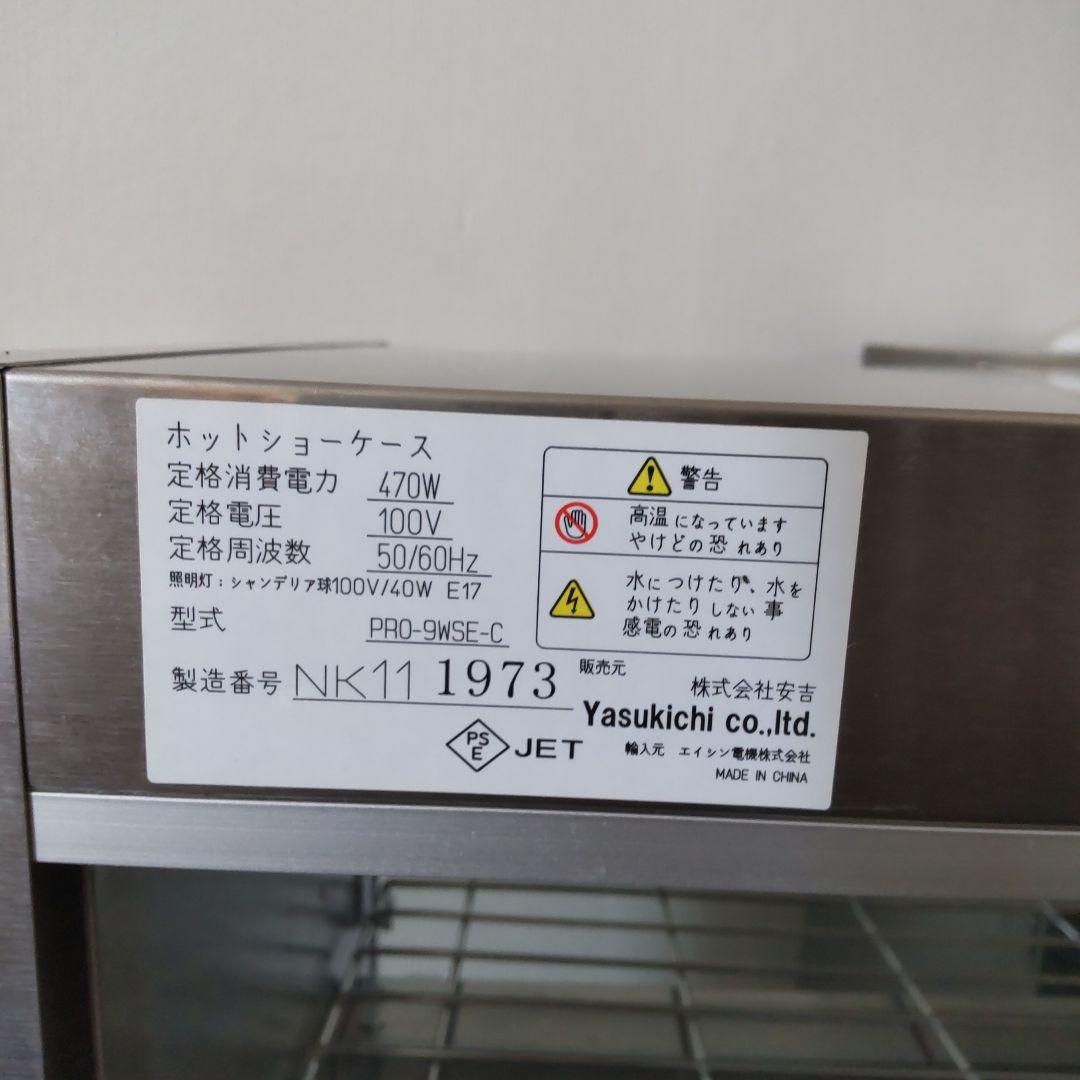 ホットショーケース
定格消費電力 470W
定格電圧 100V
定格周波数 50/60Hz
照明灯：シャンデリア球100V/40W E17
型式 PRO-9WSE-C
製造番号 NK11 1973
警告
高温になっています
やけどの恐れあり
水につけたり、水を
かけたりしない事
感電の恐れあり
販売元
株式会社安吉
Yasukichi co.,ltd.
PSE JET
輸入元 エイシン電機株式会社
MADE IN CHINA